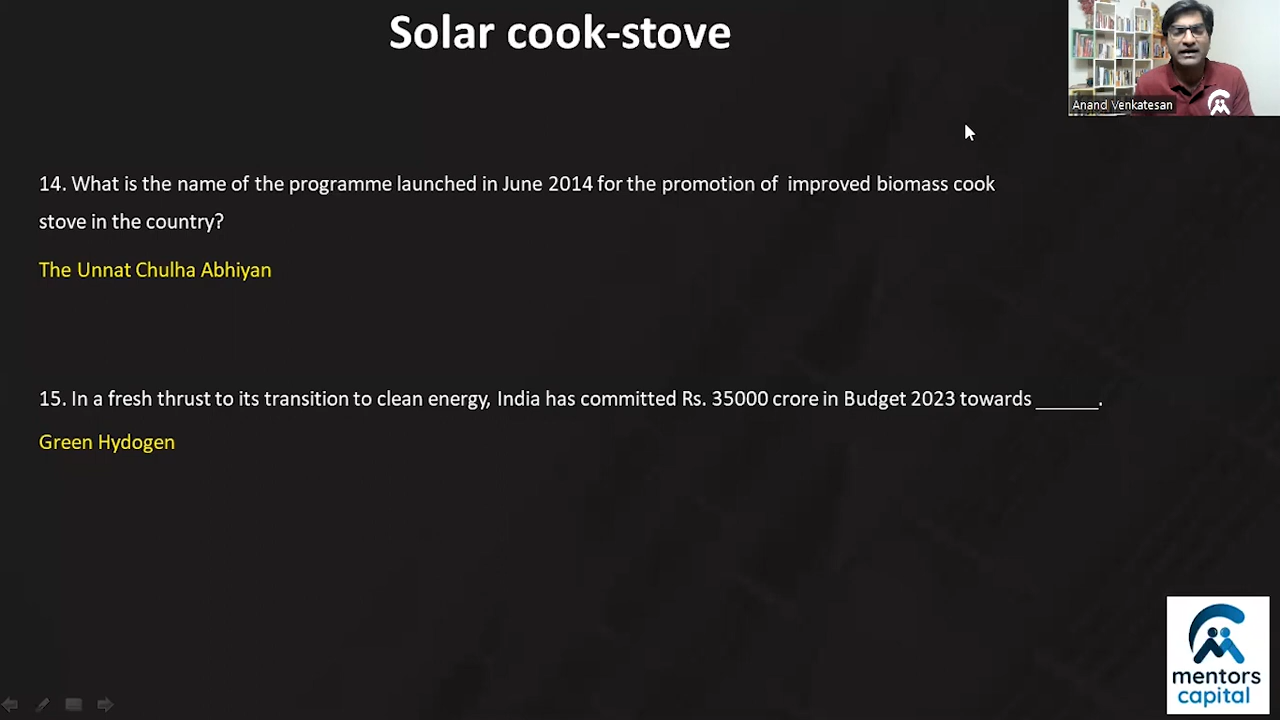 Solar cook-stove
Anand Venkatesan
14. What is the name of the programme launched in June 2014 for the promotion of improved biomass cook
stove in the country?
The Unnat Chulha Abhiyan
15. In a fresh thrust to its transition to clean energy, India has committed Rs. 35000 crore in Budget 2023 towards ______.
Green Hydogen
mentors
capital